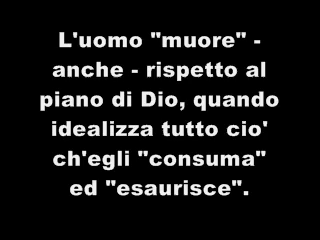 L'uomo "muore" -
anche - rispetto al
piano di Dio, quando
idealizza tutto cio'
ch'egli "consuma"
ed "esaurisce".